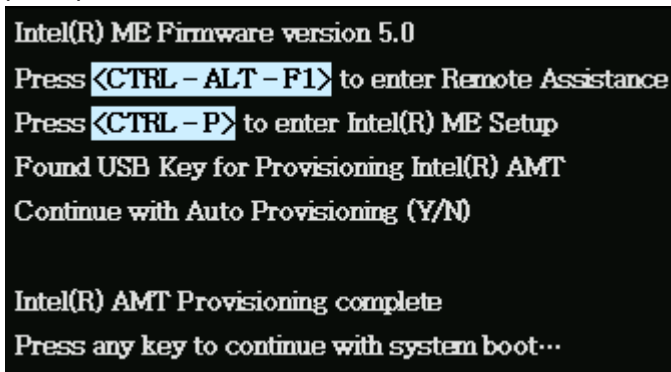 Intel(R) ME Firmware version 5.0
Press <CTRL – ALT – F1> to enter Remote Assistance
Press <CTRL – P> to enter Intel(R) ME Setup
Found USB Key for Provisioning Intel(R) AMT
Continue with Auto Provisioning (Y/N)
Intel(R) AMT Provisioning complete
Press any key to continue with system boot···